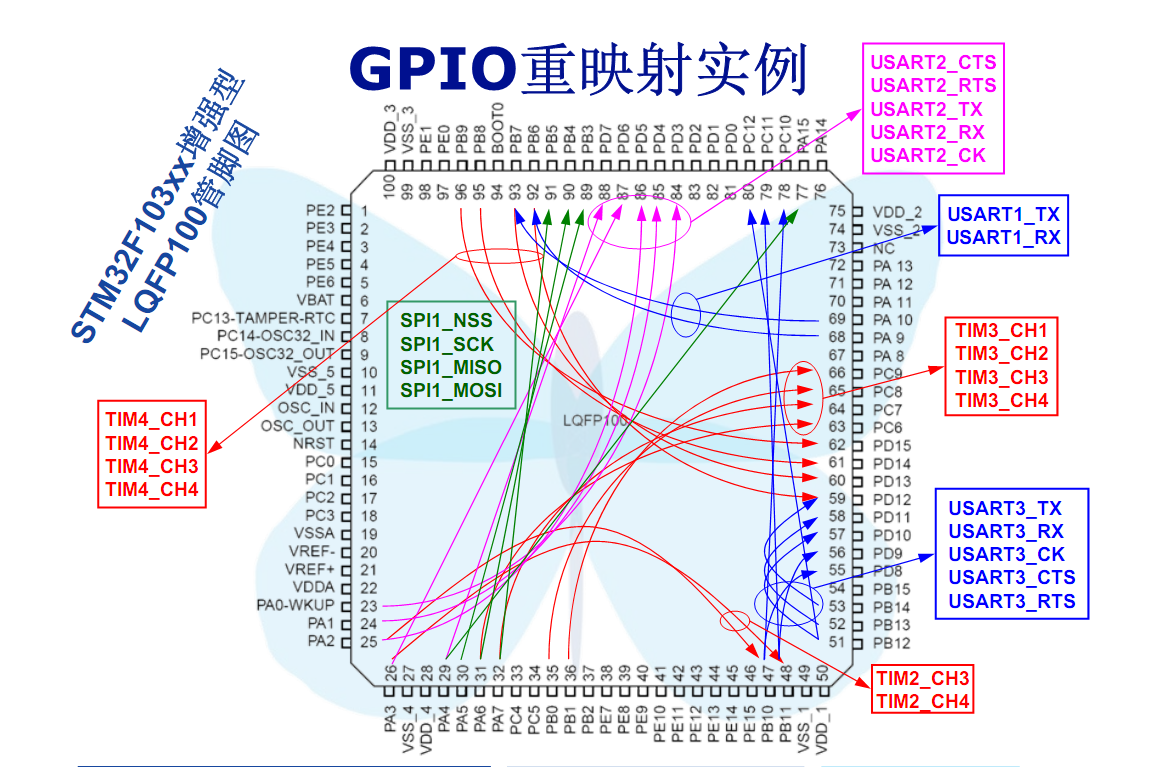 GPIO重映射实例
STM32F103xx增强型
LQFP100管脚图
USART2_CTS
USART2_RTS
USART2_TX
USART2_RX
USART2_CK
VDD_3
VSS_3
PE1
PE0
PB9
PB8
BOOT0
PB7
PB6
PB5
PB4
PB3
PD7
PD6
PD5
PD4
PD3
PD2
PD1
PD0
PC12
PC11
PC10
PA15
PA14
100
99
98
97
96
95
94
93
92
91
90
89
88
87
86
85
84
83
82
81
80
79
78
77
76
PE2 1
PE3 2
PE4 3
PE5 4
PE6 5
VBAT 6
PC13-TAMPER-RTC 7
PC14-OSC32_IN 8
PC15-OSC32_OUT 9
VSS_5 10
VDD_5 11
OSC_IN 12
OSC_OUT 13
NRST 14
PC0 15
PC1 16
PC2 17
PC3 18
VSSA 19
VREF- 20
VREF+ 21
VDDA 22
PA0-WKUP 23
PA1 24
PA2 25
SPI1_NSS
SPI1_SCK
SPI1_MISO
SPI1_MOSI
LQFP100
TIM4_CH1
TIM4_CH2
TIM4_CH3
TIM4_CH4
75 VDD_2
74 VSS_2
73 NC
72 PA 13
71 PA 12
70 PA 11
69 PA 10
68 PA 9
67 PA 8
66 PC9
65 PC8
64 PC7
63 PC6
62 PD15
61 PD14
60 PD13
59 PD12
58 PD11
57 PD10
56 PD9
55 PD8
54 PB15
53 PB14
52 PB13
51 PB12
USART1_TX
USART1_RX
TIM3_CH1
TIM3_CH2
TIM3_CH3
TIM3_CH4
USART3_TX
USART3_RX
USART3_CK
USART3_CTS
USART3_RTS
TIM2_CH3
TIM2_CH4
26
27
28
29
30
31
32
33
34
35
36
37
38
39
40
41
42
43
44
45
46
47
48
49
50
PA3
VSS_4
VDD_4
PA4
PA5
PA6
PA7
PC4
PC5
PB0
PB1
PB2
PE7
PE8
PE9
PE10
PE11
PE12
PE13
PE14
PE15
PB10
PB11
VSS_1
VDD_1